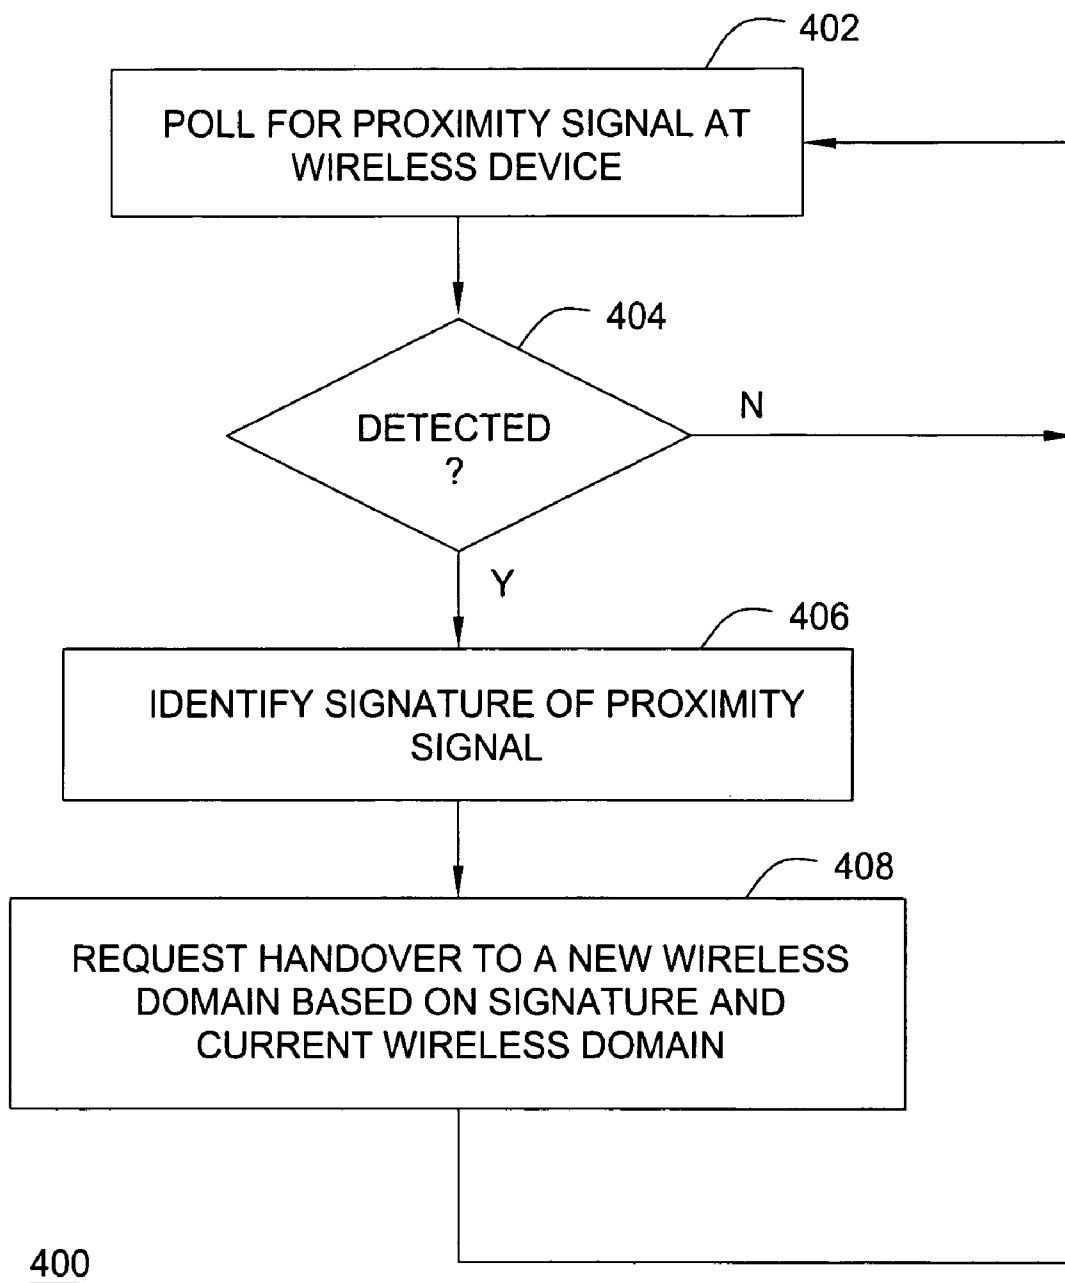 402
POLL FOR PROXIMITY SIGNAL AT
WIRELESS DEVICE
404
DETECTED
?
N
Y
406
IDENTIFY SIGNATURE OF PROXIMITY
SIGNAL
408
REQUEST HANDOVER TO A NEW WIRELESS
DOMAIN BASED ON SIGNATURE AND
CURRENT WIRELESS DOMAIN
400